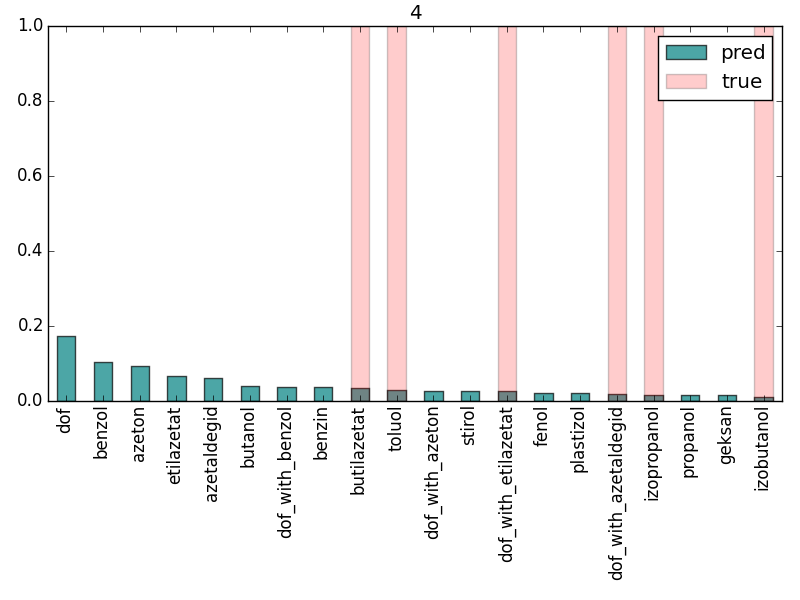 4
1.0
0.8
0.6
0.4
0.2
0.0
pred
true
dof
benzol
azeton
etilazetat
azetaldegid
butanol
dof_with_benzol
benzin
butilazetat
toluol
dof_with_azeton
stirol
dof_with_etilazetat
fenol
plastizol
dof_with_azetaldegid
izopropanol
propanol
geksan
izobutanol